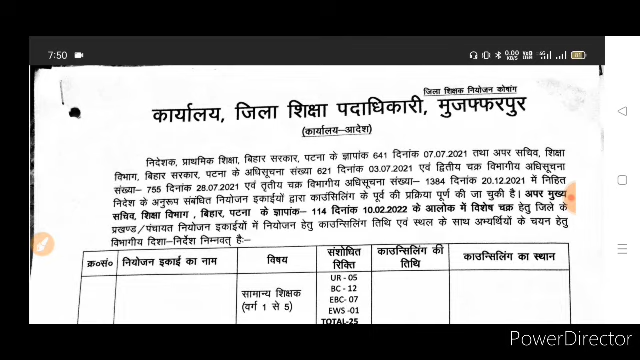 7:50
0.00 KB/S
जिला शिक्षक नियोजन कोषांग
कार्यालय, जिला शिक्षा पदाधिकारी, मुजफ्फरपुर
(कार्यालय-आदेश)
निदेशक, प्राथमिक शिक्षा, बिहार सरकार, पटना के ज्ञापांक 641 दिनांक 07.07.2021 तथा अपर सचिव, शिक्षा
विभाग, बिहार सरकार, पटना के अधिसूचना संख्या 621 दिनांक 03.07.2021 एवं द्वितीय चक्र विभागीय अधिसूचना
संख्या- 755 दिनांक 28.07.2021 एवं तृतीय चक्र विभागीय अधिसूचना संख्या- 1384 दिनांक 20.12.2021 में निहित
निदेश के अनुरूप संबंधित नियोजन इकाईयों द्वारा काउंसिलिंग के पूर्व की प्रक्रिया पूर्ण की जा चुकी है। अपर मुख्य
सचिव, शिक्षा विभाग, बिहार, पटना के ज्ञापांक- 114 दिनांक 10.02.2022 के आलोक में विशेष चक्र हेतु जिले के
प्रखण्ड/पंचायत नियोजन इकाईयों में नियोजन हेतु काउन्सिलिंग तिथि एवं स्थल के साथ अभ्यर्थियों के चयन हेतु
विभागीय दिशा-निर्देश निम्नवत् है:-
क्र०सं० नियोजन इकाई का नाम विषय संशोधित रिक्ति काउन्सिलिंग की तिथि काउन्सिलिंग का स्थान
सामान्य शिक्षक
(वर्ग 1 से 5)
UR - 05
BC - 12
EBC- 07
EWS -01
TOTAL-25
PowerDirector